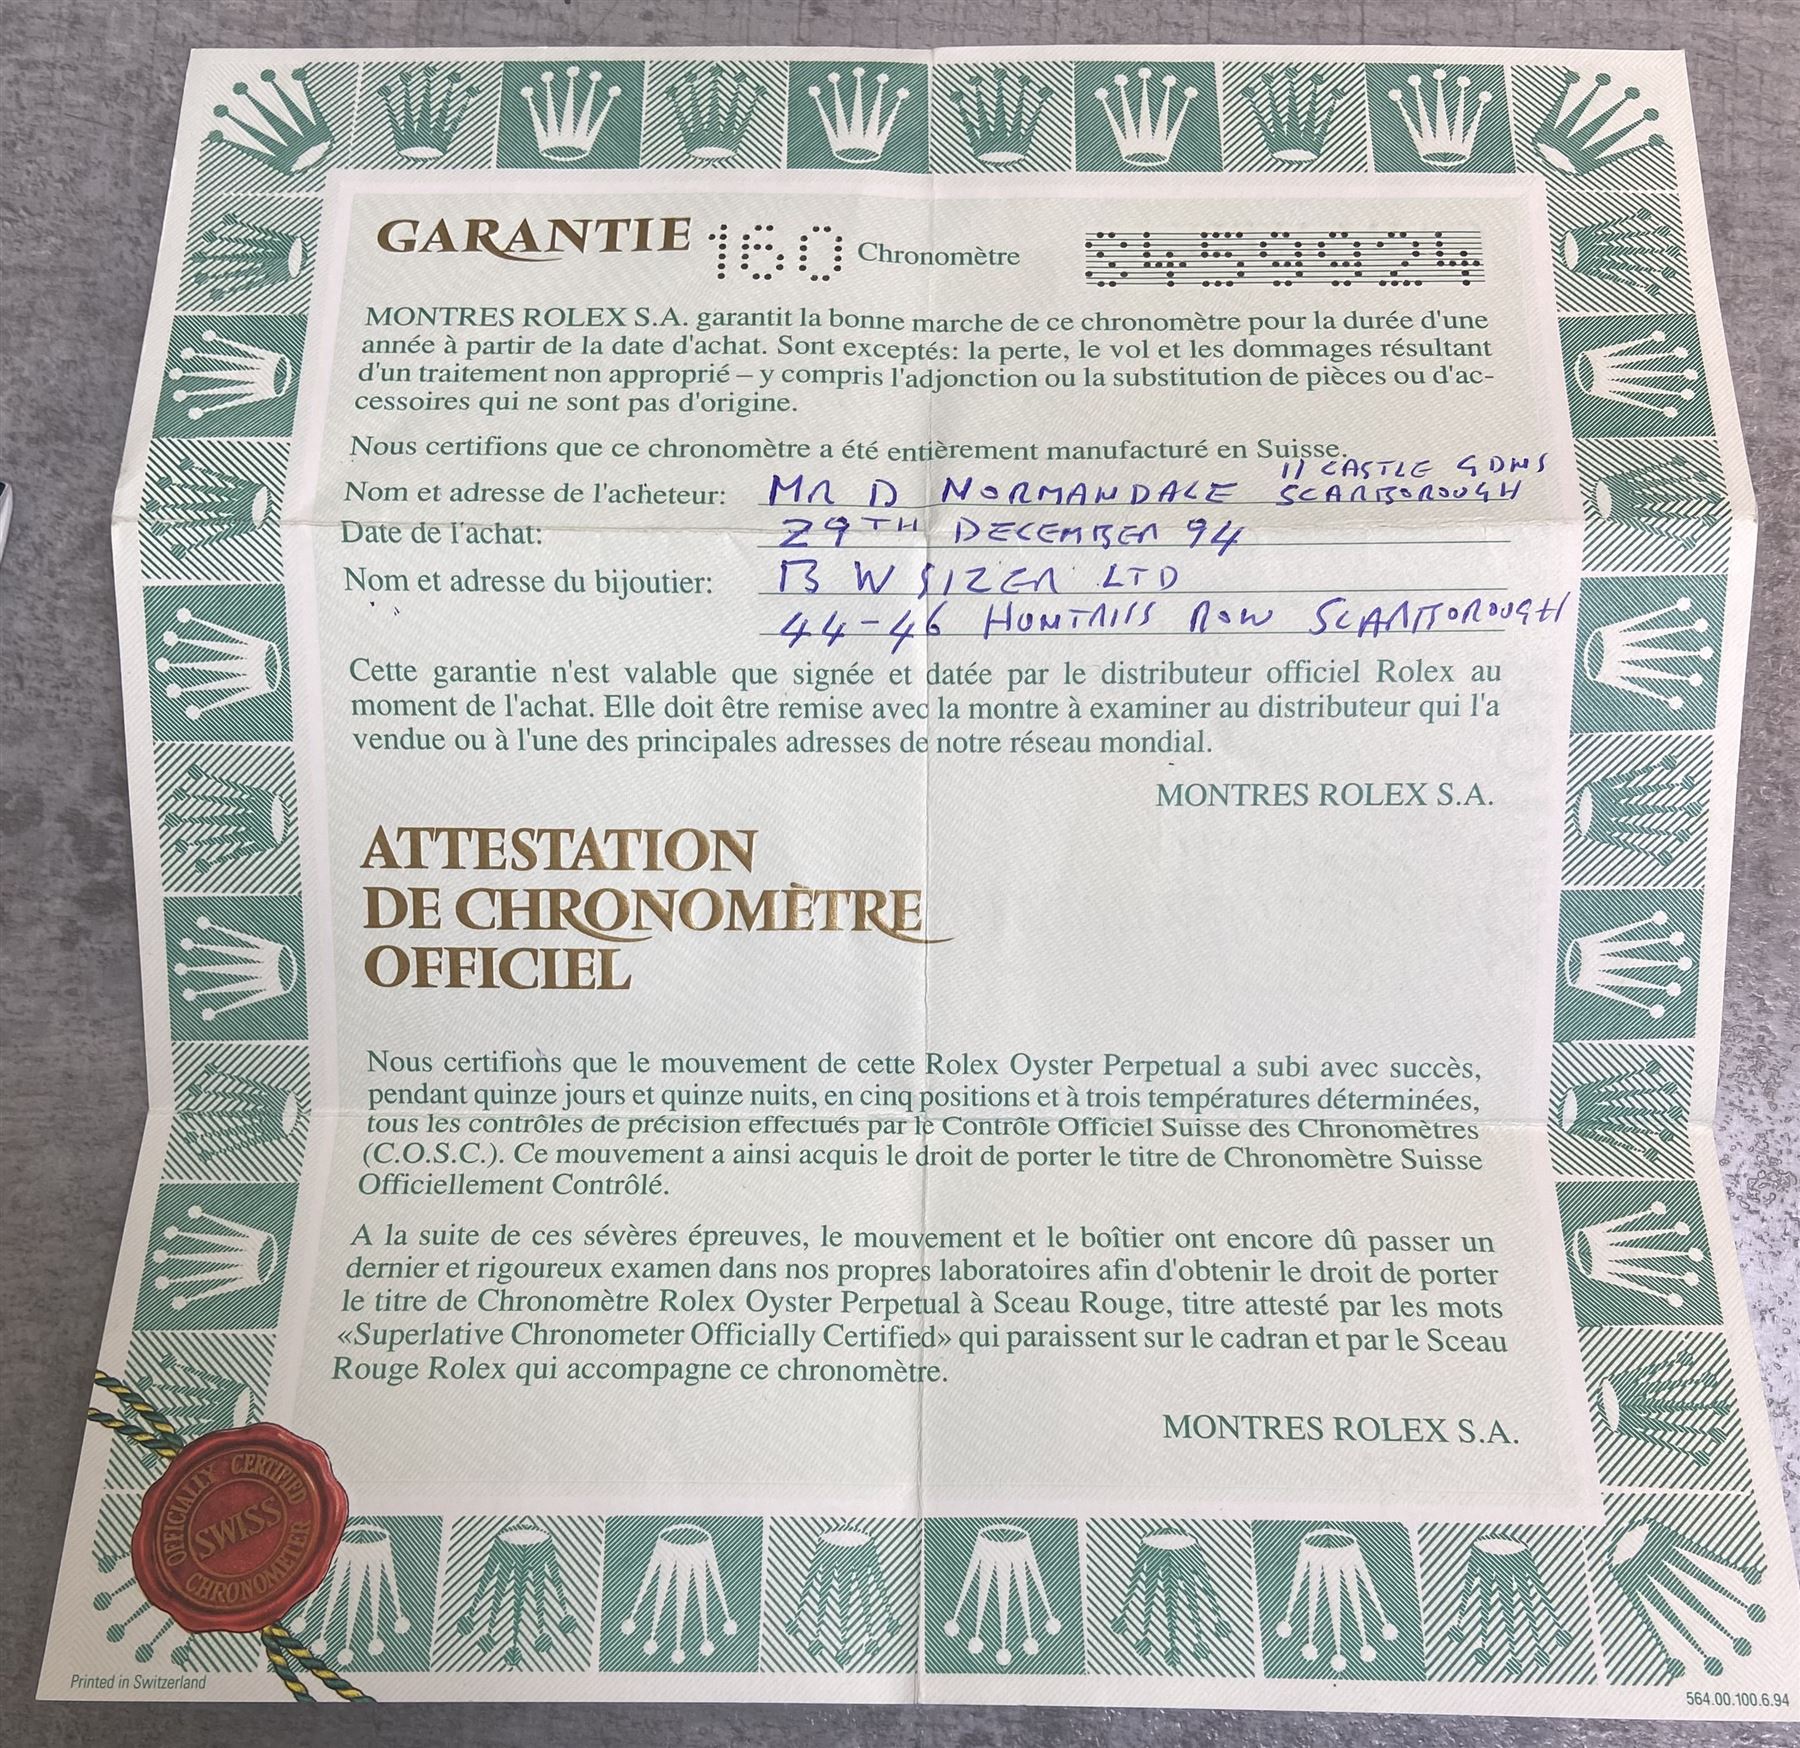 GARANTIE 160 Chronomètre
MONTRES ROLEX S.A. garantit la bonne marche de ce chronomètre pour la durée d'une
année à partir de la date d'achat. Sont exceptés: la perte, le vol et les dommages résultant
d'un traitement non approprié – y compris l'adjonction ou la substitution de pièces ou d'ac-
cessoires qui ne sont pas d'origine.
Nous certifions que ce chronomètre a été entièrement manufacturé en Suisse.
11 CASTLE GDNS
Nom et adresse de l'acheteur: MR D NORMANDALE SCARBOROUGH
Date de l'achat: 29TH DECEMBER 94
Nom et adresse du bijoutier: B W SIZER LTD
44-46 HUNTRISS ROW SCARBOROUGH
Cette garantie n'est valable que signée et datée par le distributeur officiel Rolex au
moment de l'achat. Elle doit être remise avec la montre à examiner au distributeur qui l'a
vendue ou à l'une des principales adresses de notre réseau mondial.
MONTRES ROLEX S.A.
ATTESTATION
DE CHRONOMÈTRE
OFFICIEL
Nous certifions que le mouvement de cette Rolex Oyster Perpetual a subi avec succès,
pendant quinze jours et quinze nuits, en cinq positions et à trois températures déterminées,
tous les contrôles de précision effectués par le Contrôle Officiel Suisse des Chronomètres
(C.O.S.C.). Ce mouvement a ainsi acquis le droit de porter le titre de Chronomètre Suisse
Officiellement Contrôlé.
A la suite de ces sévères épreuves, le mouvement et le boîtier ont encore dû passer un
dernier et rigoureux examen dans nos propres laboratoires afin d'obtenir le droit de porter
le titre de Chronomètre Rolex Oyster Perpetual à Sceau Rouge, titre attesté par les mots
«Superlative Chronometer Officially Certified» qui paraissent sur le cadran et par le Sceau
Rouge Rolex qui accompagne ce chronomètre.
MONTRES ROLEX S.A.
OFFICIALLY CERTIFIED
SWISS
CHRONOMETER
Printed in Switzerland
564.00.100.6.94